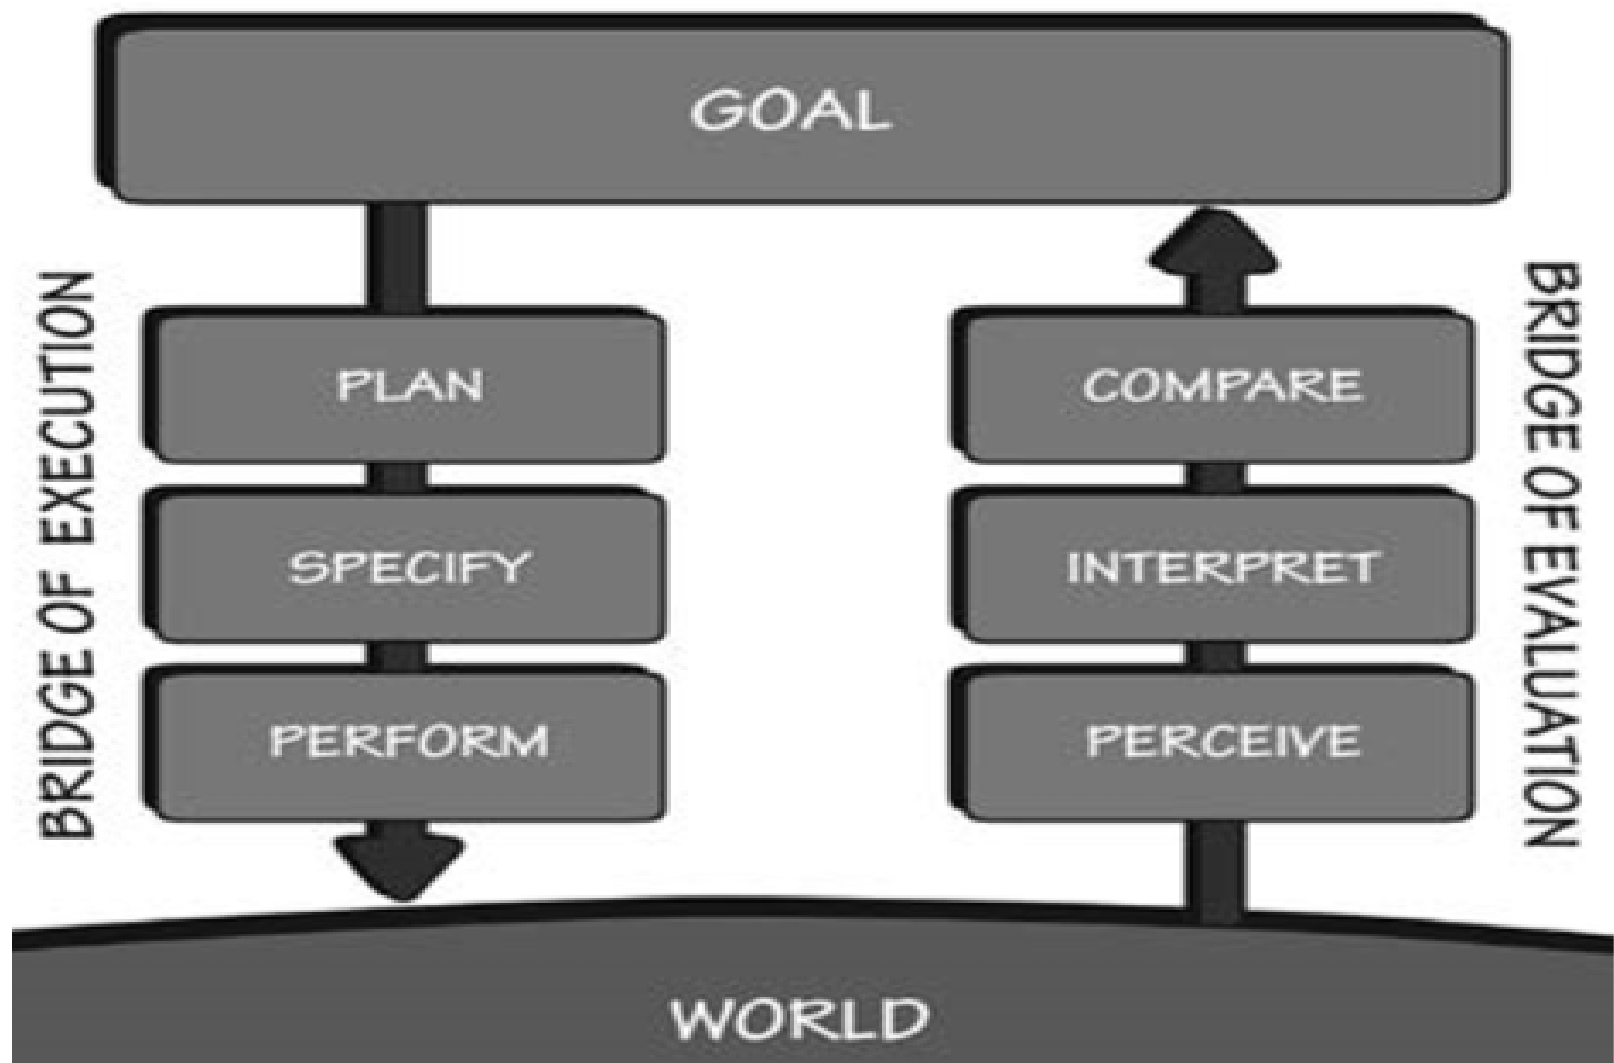 GOAL
BRIDGE OF EXECUTION
PLAN
SPECIFY
PERFORM
COMPARE
INTERPRET
PERCEIVE
BRIDGE OF EVALUATION
WORLD